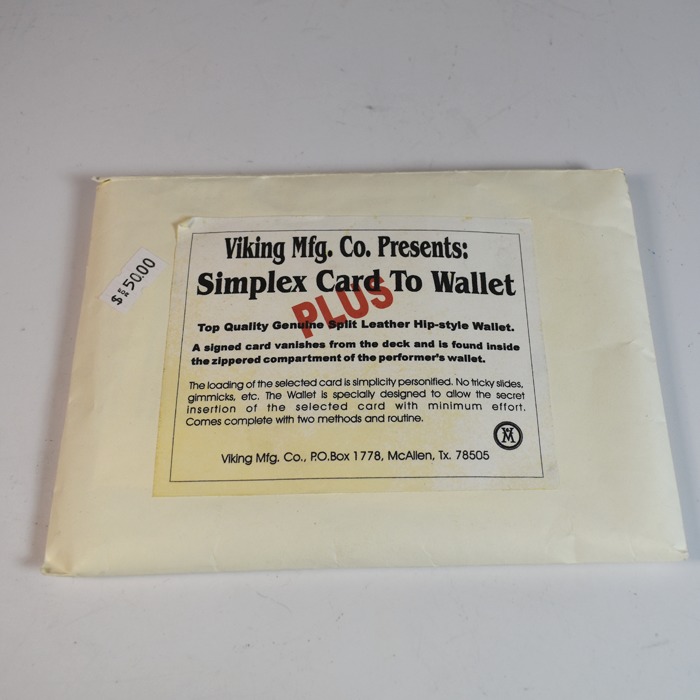 $ 50.00
Viking Mfg. Co. Presents:
Simplex Card To Wallet
PLUS
Top Quality Genuine Split Leather Hip-style Wallet.
A signed card vanishes from the deck and is found inside
the zippered compartment of the performer's wallet.
The loading of the selected card is simplicity personified. No tricky slides,
gimmicks, etc. The Wallet is specially designed to allow the secret
insertion of the selected card with minimum effort.
Comes complete with two methods and routine.
Viking Mfg. Co., P.O.Box 1778, McAllen, Tx. 78505